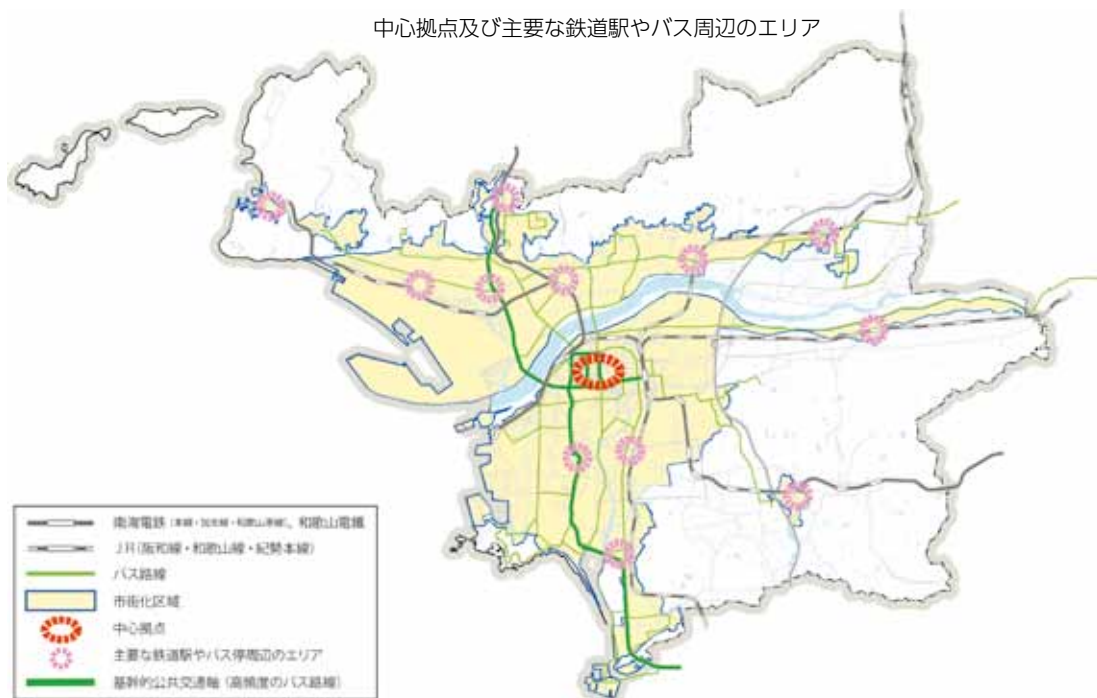 中心拠点及び主要な鉄道駅やバス周辺のエリア
南海電鉄（本線・加太線・和歌山港線）、和歌山電鐵
ＪＲ（阪和線・和歌山線・紀勢本線）
バス路線
市街化区域
中心拠点
主要な鉄道駅やバス停周辺のエリア
基幹的公共交通軸（高頻度のバス路線）